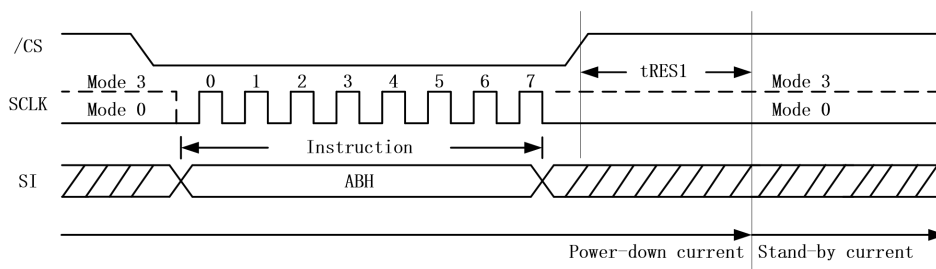 /CS
tRES1
Mode 3 0 1 2 3 4 5 6 7 Mode 3
SCLK
Mode 0 Mode 0
Instruction
SI ABH
Power-down current Stand-by current